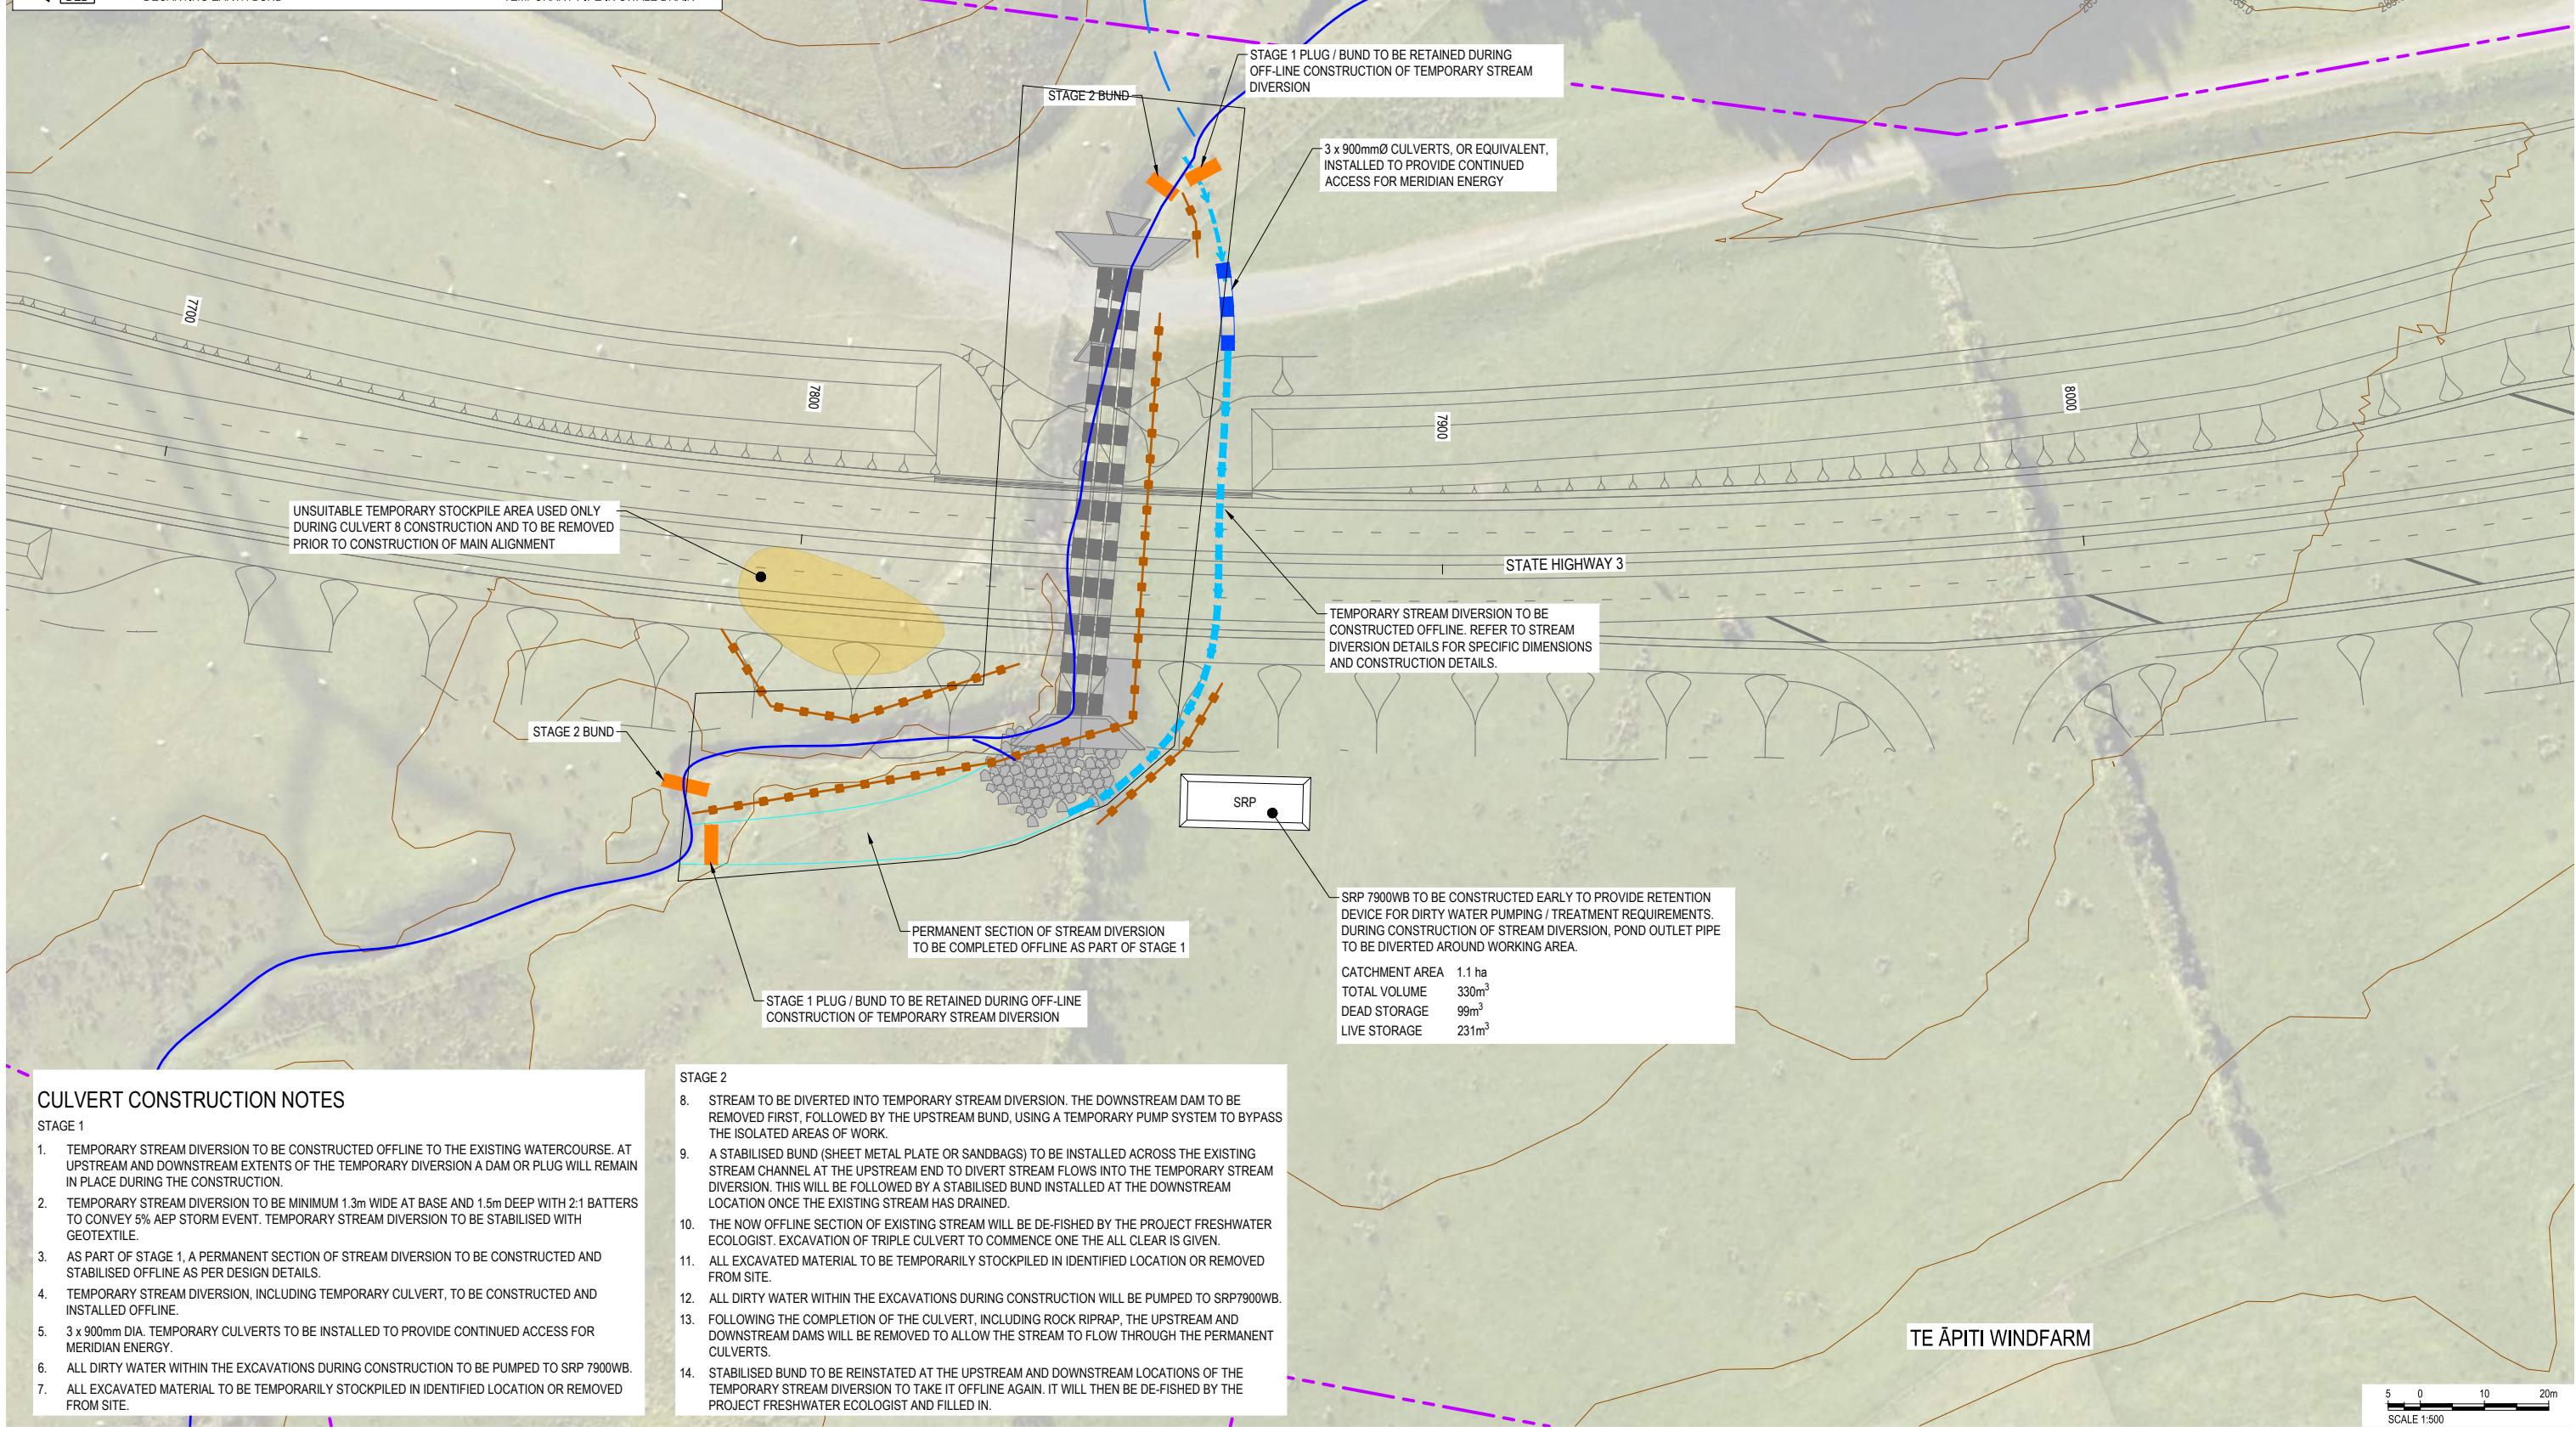 STAGE 1 PLUG / BUND TO BE RETAINED DURING
OFF-LINE CONSTRUCTION OF TEMPORARY STREAM
DIVERSION
STAGE 2 BUND
3 x 900mmØ CULVERTS, OR EQUIVALENT,
INSTALLED TO PROVIDE CONTINUED
ACCESS FOR MERIDIAN ENERGY
7700
7800
7900
8000
UNSUITABLE TEMPORARY STOCKPILE AREA USED ONLY
DURING CULVERT 8 CONSTRUCTION AND TO BE REMOVED
PRIOR TO CONSTRUCTION OF MAIN ALIGNMENT
STATE HIGHWAY 3
TEMPORARY STREAM DIVERSION TO BE
CONSTRUCTED OFFLINE. REFER TO STREAM
DIVERSION DETAILS FOR SPECIFIC DIMENSIONS
AND CONSTRUCTION DETAILS.
STAGE 2 BUND
SRP
SRP 7900WB TO BE CONSTRUCTED EARLY TO PROVIDE RETENTION
DEVICE FOR DIRTY WATER PUMPING / TREATMENT REQUIREMENTS.
DURING CONSTRUCTION OF STREAM DIVERSION, POND OUTLET PIPE
TO BE DIVERTED AROUND WORKING AREA.
CATCHMENT AREA 1.1 ha
TOTAL VOLUME 330m³
DEAD STORAGE 99m³
LIVE STORAGE 231m³
PERMANENT SECTION OF STREAM DIVERSION
TO BE COMPLETED OFFLINE AS PART OF STAGE 1
STAGE 1 PLUG / BUND TO BE RETAINED DURING OFF-LINE
CONSTRUCTION OF TEMPORARY STREAM DIVERSION
CULVERT CONSTRUCTION NOTES
STAGE 1
1. TEMPORARY STREAM DIVERSION TO BE CONSTRUCTED OFFLINE TO THE EXISTING WATERCOURSE. AT
UPSTREAM AND DOWNSTREAM EXTENTS OF THE TEMPORARY DIVERSION A DAM OR PLUG WILL REMAIN
IN PLACE DURING THE CONSTRUCTION.
2. TEMPORARY STREAM DIVERSION TO BE MINIMUM 1.3m WIDE AT BASE AND 1.5m DEEP WITH 2:1 BATTERS
TO CONVEY 5% AEP STORM EVENT. TEMPORARY STREAM DIVERSION TO BE STABILISED WITH
GEOTEXTILE.
3. AS PART OF STAGE 1, A PERMANENT SECTION OF STREAM DIVERSION TO BE CONSTRUCTED AND
STABILISED OFFLINE AS PER DESIGN DETAILS.
4. TEMPORARY STREAM DIVERSION, INCLUDING TEMPORARY CULVERT, TO BE CONSTRUCTED AND
INSTALLED OFFLINE.
5. 3 x 900mm DIA. TEMPORARY CULVERTS TO BE INSTALLED TO PROVIDE CONTINUED ACCESS FOR
MERIDIAN ENERGY.
6. ALL DIRTY WATER WITHIN THE EXCAVATIONS DURING CONSTRUCTION TO BE PUMPED TO SRP 7900WB.
7. ALL EXCAVATED MATERIAL TO BE TEMPORARILY STOCKPILED IN IDENTIFIED LOCATION OR REMOVED
FROM SITE.
STAGE 2
8. STREAM TO BE DIVERTED INTO TEMPORARY STREAM DIVERSION. THE DOWNSTREAM DAM TO BE
REMOVED FIRST, FOLLOWED BY THE UPSTREAM BUND, USING A TEMPORARY PUMP SYSTEM TO BYPASS
THE ISOLATED AREAS OF WORK.
9. A STABILISED BUND (SHEET METAL PLATE OR SANDBAGS) TO BE INSTALLED ACROSS THE EXISTING
STREAM CHANNEL AT THE UPSTREAM END TO DIVERT STREAM FLOWS INTO THE TEMPORARY STREAM
DIVERSION. THIS WILL BE FOLLOWED BY A STABILISED BUND INSTALLED AT THE DOWNSTREAM
LOCATION ONCE THE EXISTING STREAM HAS DRAINED.
10. THE NOW OFFLINE SECTION OF EXISTING STREAM WILL BE DE-FISHED BY THE PROJECT FRESHWATER
ECOLOGIST. EXCAVATION OF TRIPLE CULVERT TO COMMENCE ONE THE ALL CLEAR IS GIVEN.
11. ALL EXCAVATED MATERIAL TO BE TEMPORARILY STOCKPILED IN IDENTIFIED LOCATION OR REMOVED
FROM SITE.
12. ALL DIRTY WATER WITHIN THE EXCAVATIONS DURING CONSTRUCTION WILL BE PUMPED TO SRP7900WB.
13. FOLLOWING THE COMPLETION OF THE CULVERT, INCLUDING ROCK RIPRAP, THE UPSTREAM AND
DOWNSTREAM DAMS WILL BE REMOVED TO ALLOW THE STREAM TO FLOW THROUGH THE PERMANENT
CULVERTS.
14. STABILISED BUND TO BE REINSTATED AT THE UPSTREAM AND DOWNSTREAM LOCATIONS OF THE
TEMPORARY STREAM DIVERSION TO TAKE IT OFFLINE AGAIN. IT WILL THEN BE DE-FISHED BY THE
PROJECT FRESHWATER ECOLOGIST AND FILLED IN.
TE ĀPITI WINDFARM
5 0 10 20m
SCALE 1:500